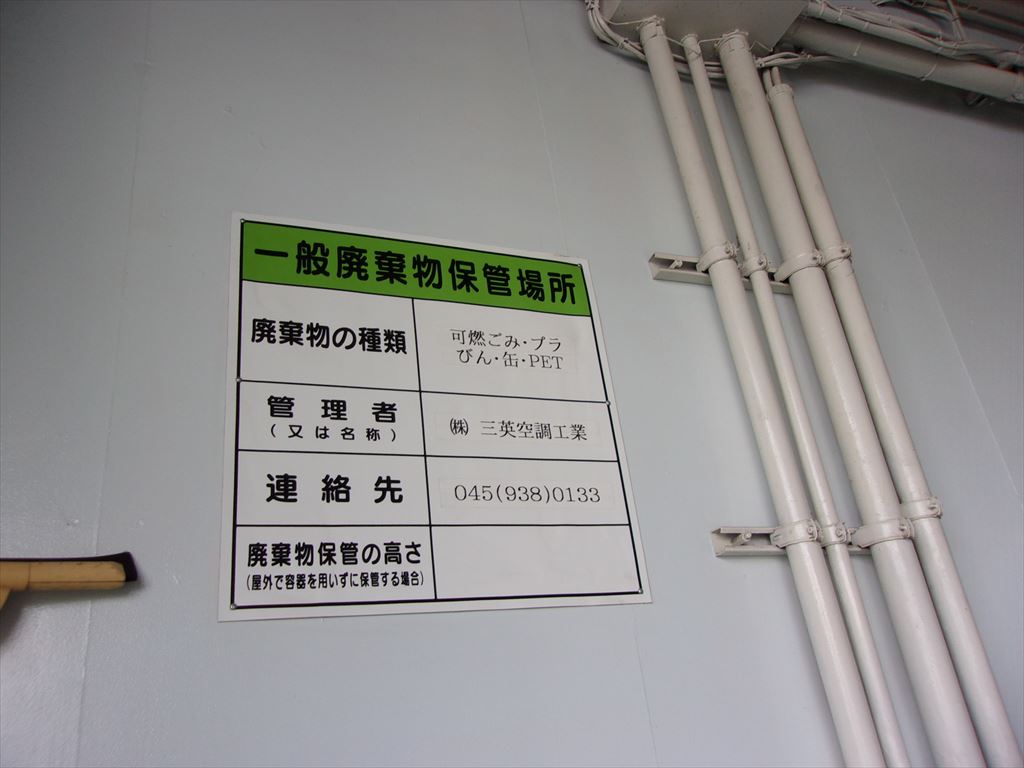 一般廃棄物保管場所
廃棄物の種類
可燃ごみ・プラ
びん・缶・PET
管理者
(又は名称)
㈱ 三英空調工業
連絡先
045(938)0133
廃棄物保管の高さ
(屋外で容器を用いずに保管する場合)